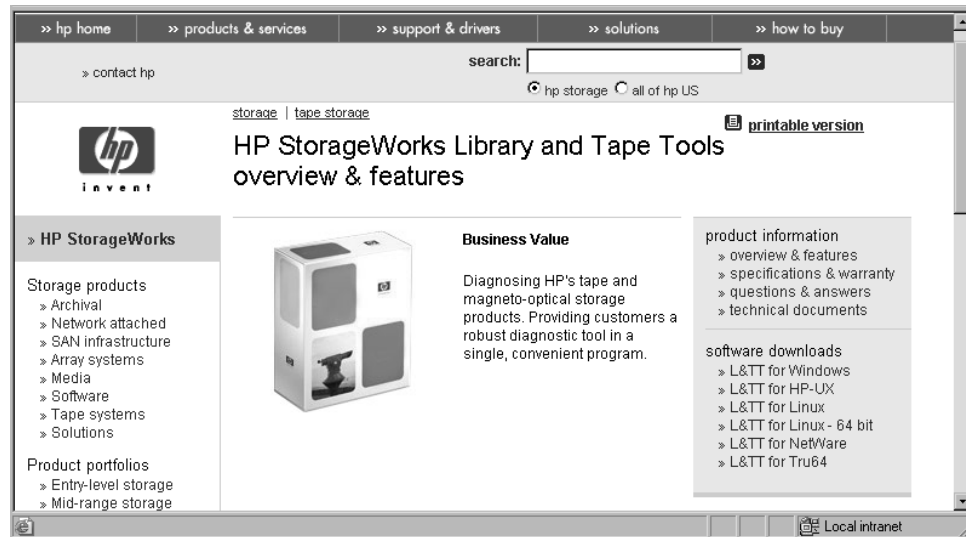 » hp home
» products & services
» support & drivers
» solutions
» how to buy
» contact hp
search:
»
hp storage all of hp US
storage | tape storage
printable version
hp
invent
HP StorageWorks Library and Tape Tools
overview & features
» HP StorageWorks
Storage products
» Archival
» Network attached
» SAN infrastructure
» Array systems
» Media
» Software
» Tape systems
» Solutions
Product portfolios
» Entry-level storage
» Mid-range storage
Business Value
Diagnosing HP's tape and
magneto-optical storage
products. Providing customers a
robust diagnostic tool in a
single, convenient program.
product information
» overview & features
» specifications & warranty
» questions & answers
» technical documents
software downloads
» L&TT for Windows
» L&TT for HP-UX
» L&TT for Linux
» L&TT for Linux - 64 bit
» L&TT for NetWare
» L&TT for Tru64
Local intranet